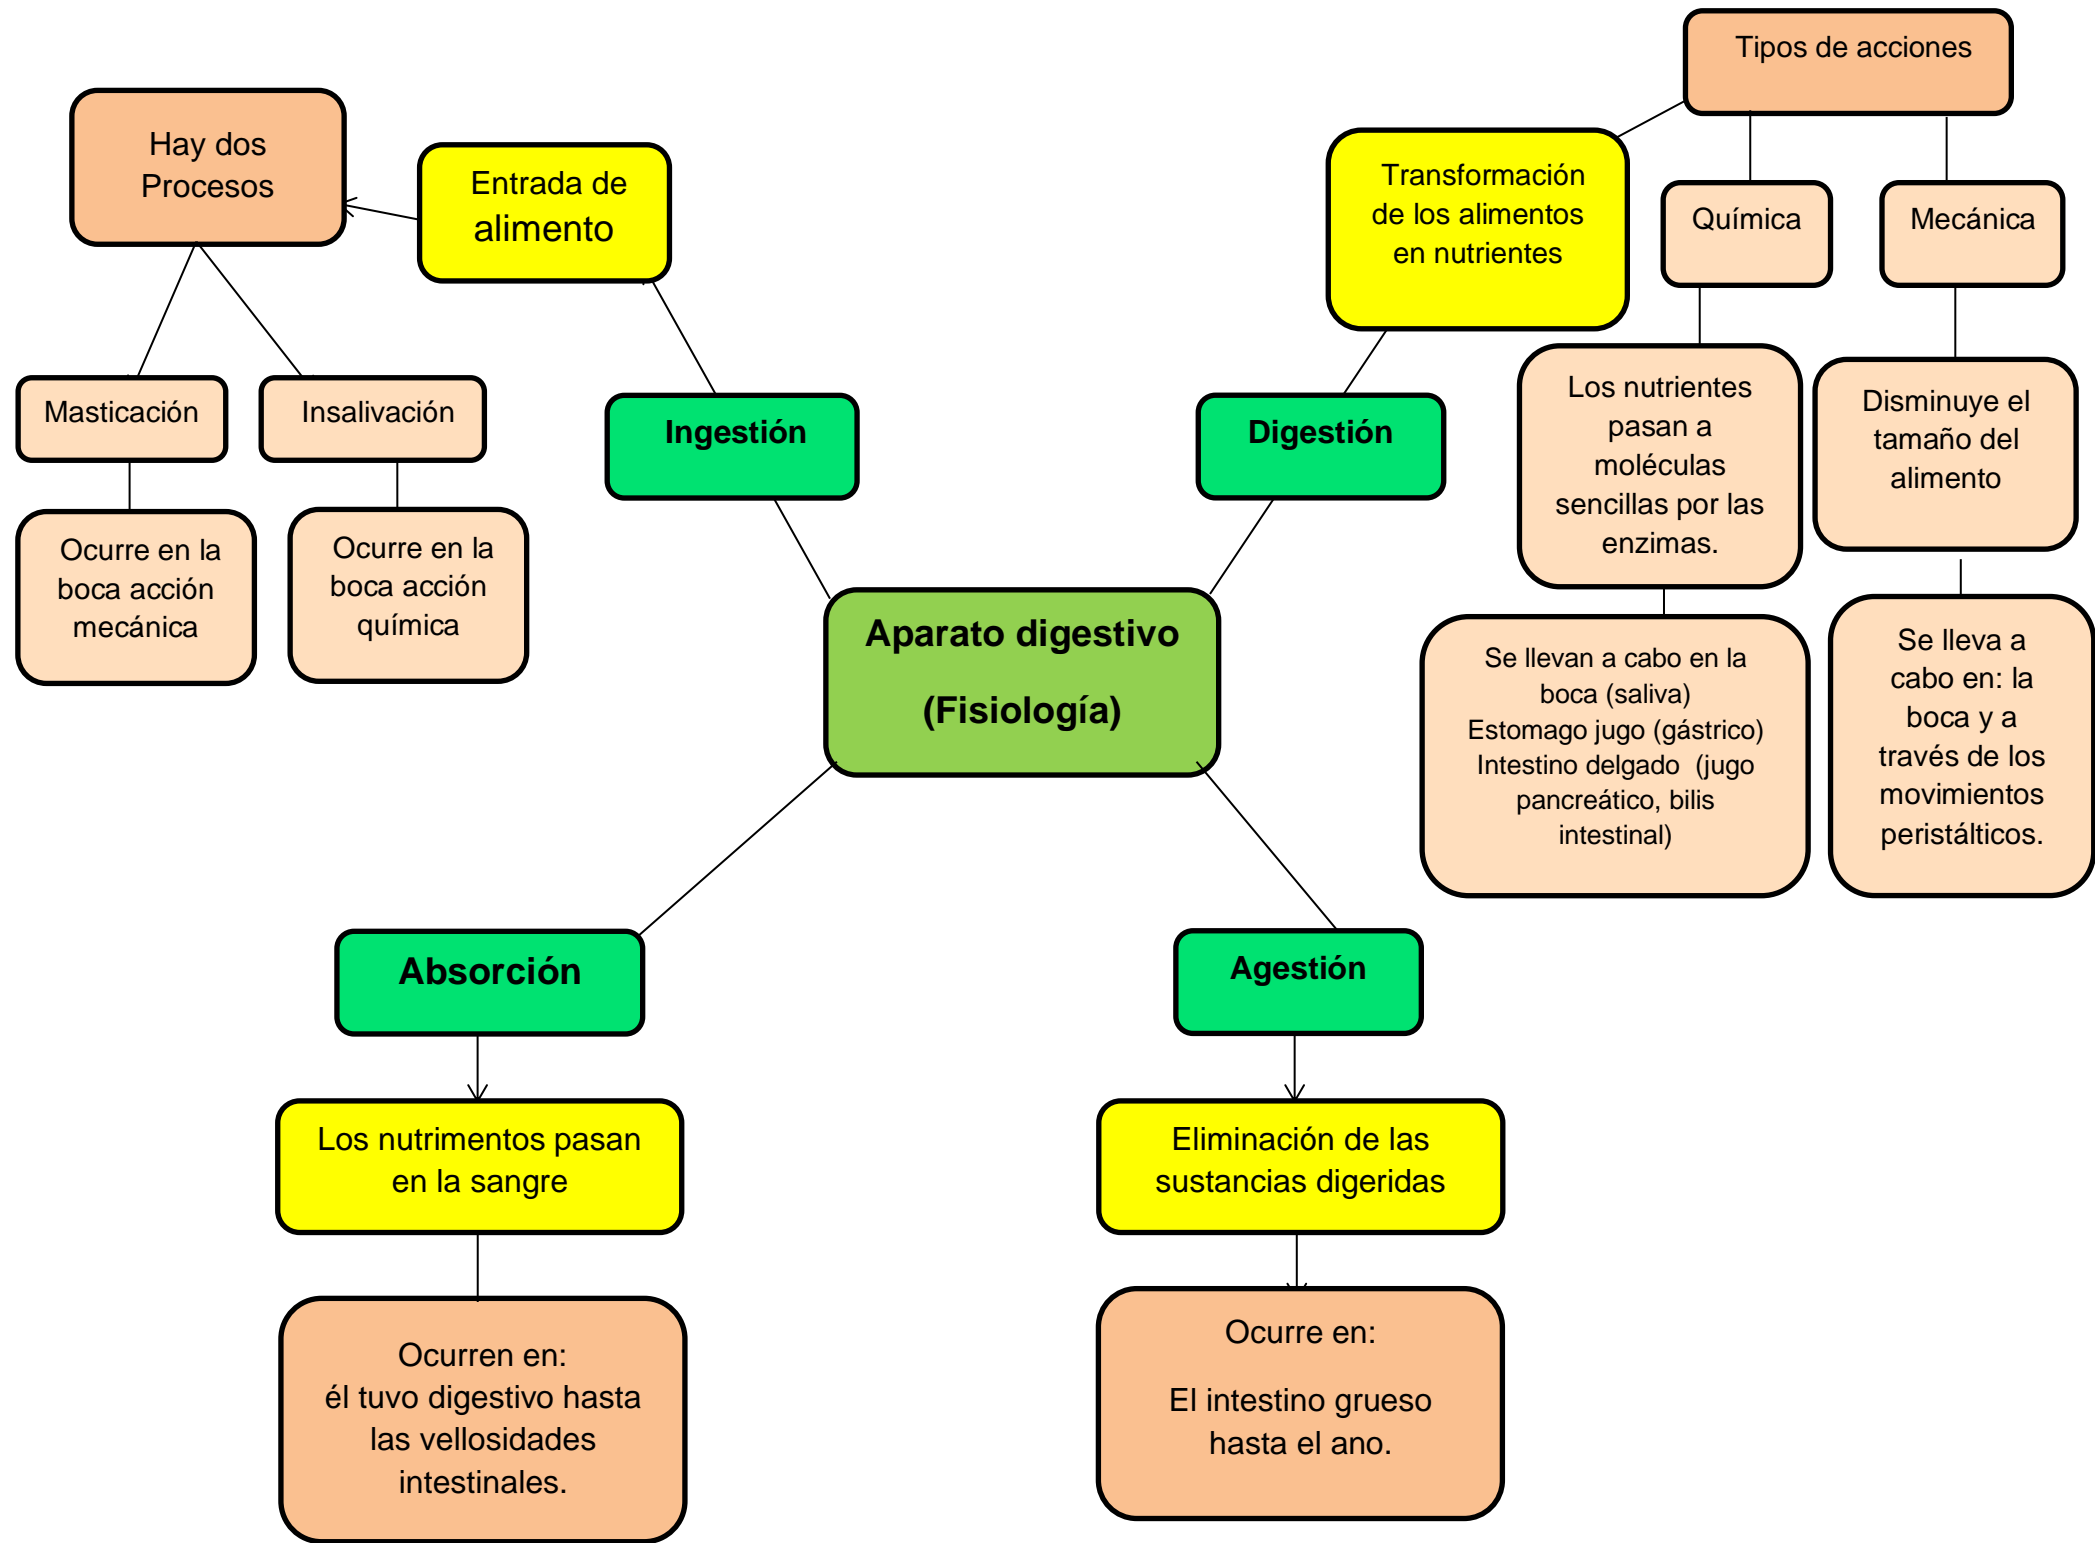 Tipos de acciones
Hay dos
Procesos
Entrada de
alimento
Transformación
de los alimentos
en nutrientes
Química
Mecánica
Masticación
Insalivación
Ingestión
Digestión
Los nutrientes
pasan a
moléculas
sencillas por las
enzimas.
Disminuye el
tamaño del
alimento
Ocurre en la
boca acción
mecánica
Ocurre en la
boca acción
química
Aparato digestivo
(Fisiología)
Se llevan a cabo en la
boca (saliva)
Estomago jugo (gástrico)
Intestino delgado (jugo
pancreático, bilis
intestinal)
Se lleva a
cabo en: la
boca y a
través de los
movimientos
peristálticos.
Absorción
Agestión
Los nutrimentos pasan
en la sangre
Eliminación de las
sustancias digeridas
Ocurren en:
él tuvo digestivo hasta
las vellosidades
intestinales.
Ocurre en:
El intestino grueso
hasta el ano.